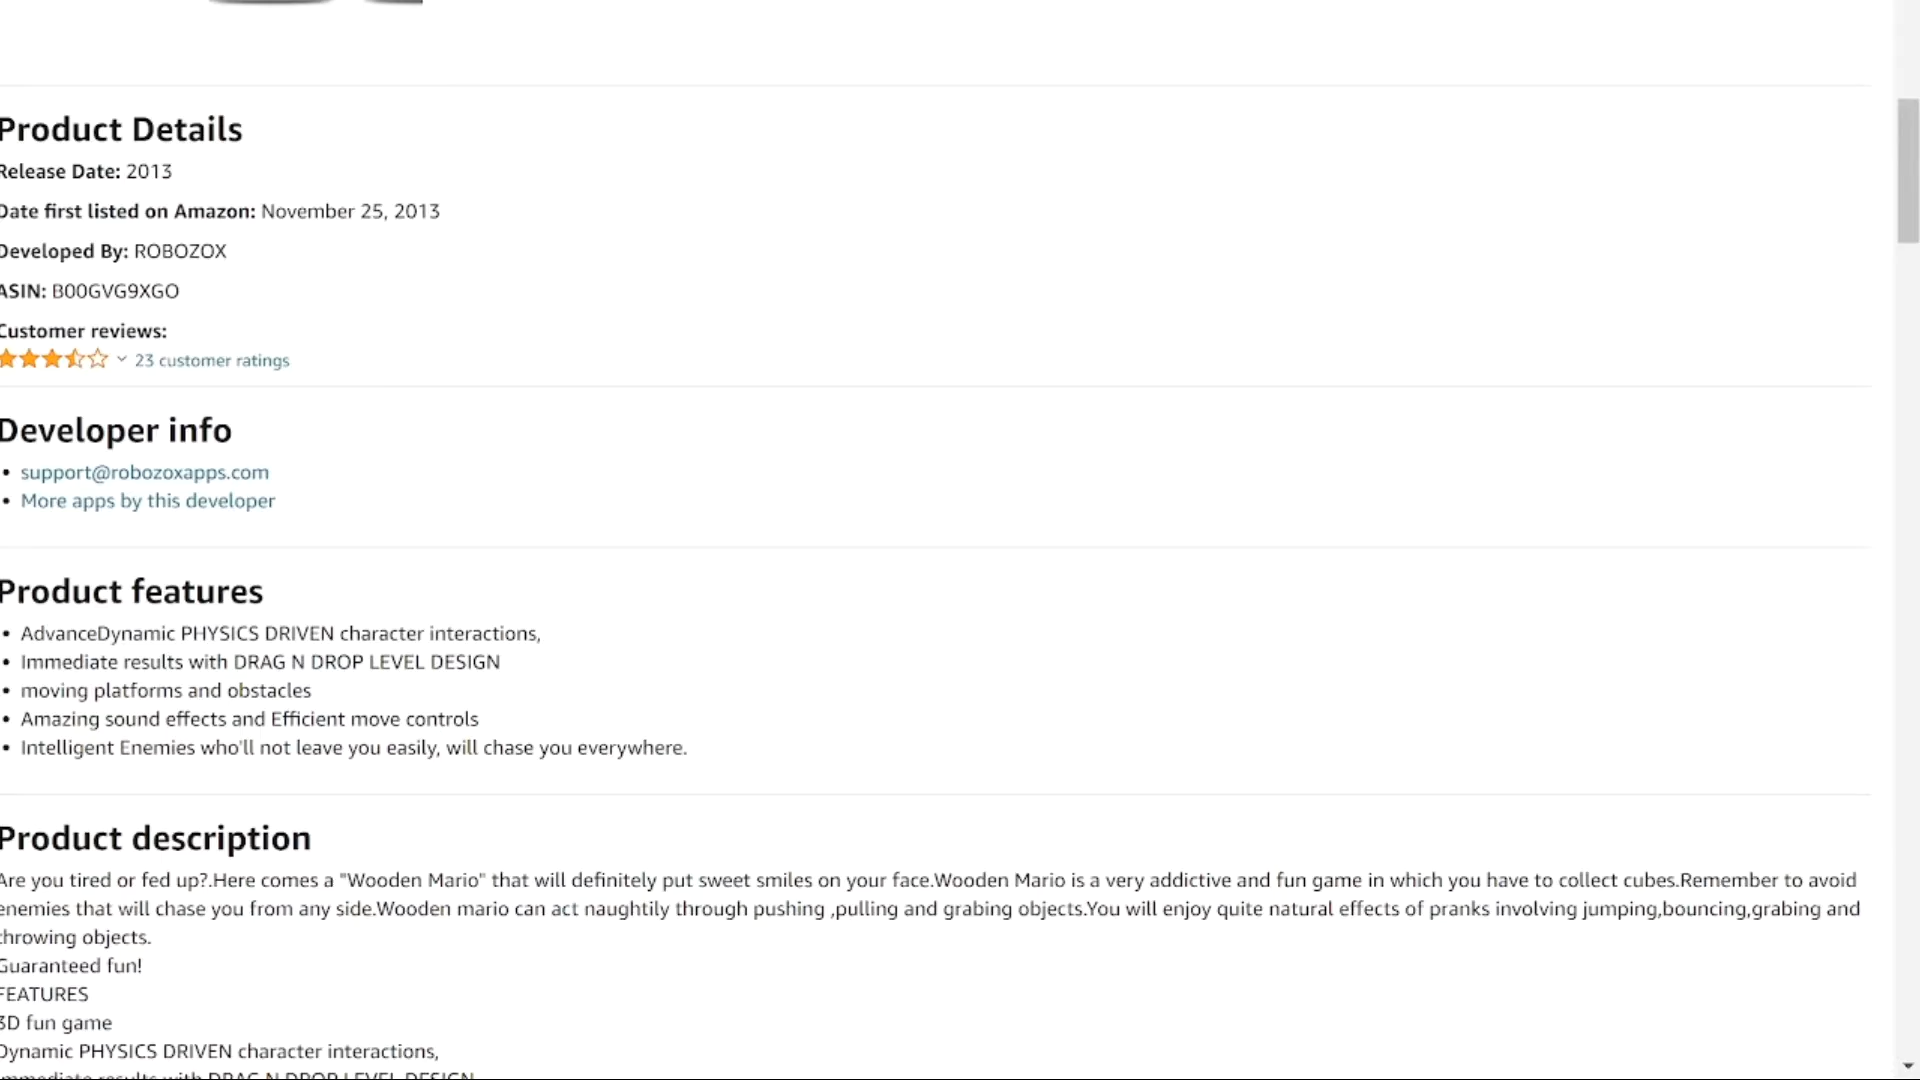 Product Details
Release Date: 2013
Date first listed on Amazon: November 25, 2013
Developed By: ROBOZOX
ASIN: B00GVG9XGO
Customer reviews:
23 customer ratings
Developer info
• support@robozoxapps.com
• More apps by this developer
Product features
• AdvanceDynamic PHYSICS DRIVEN character interactions,
• Immediate results with DRAG N DROP LEVEL DESIGN
• moving platforms and obstacles
• Amazing sound effects and Efficient move controls
• Intelligent Enemies who'll not leave you easily, will chase you everywhere.
Product description
Are you tired or fed up?.Here comes a "Wooden Mario" that will definitely put sweet smiles on your face.Wooden Mario is a very addictive and fun game in which you have to collect cubes.Remember to avoid
enemies that will chase you from any side.Wooden mario can act naughtily through pushing ,pulling and grabing objects.You will enjoy quite natural effects of pranks involving jumping,bouncing,grabing and
throwing objects.
Guaranteed fun!
FEATURES
3D fun game
Dynamic PHYSICS DRIVEN character interactions,
immediate results with DRAG N DROP LEVEL DESIGN